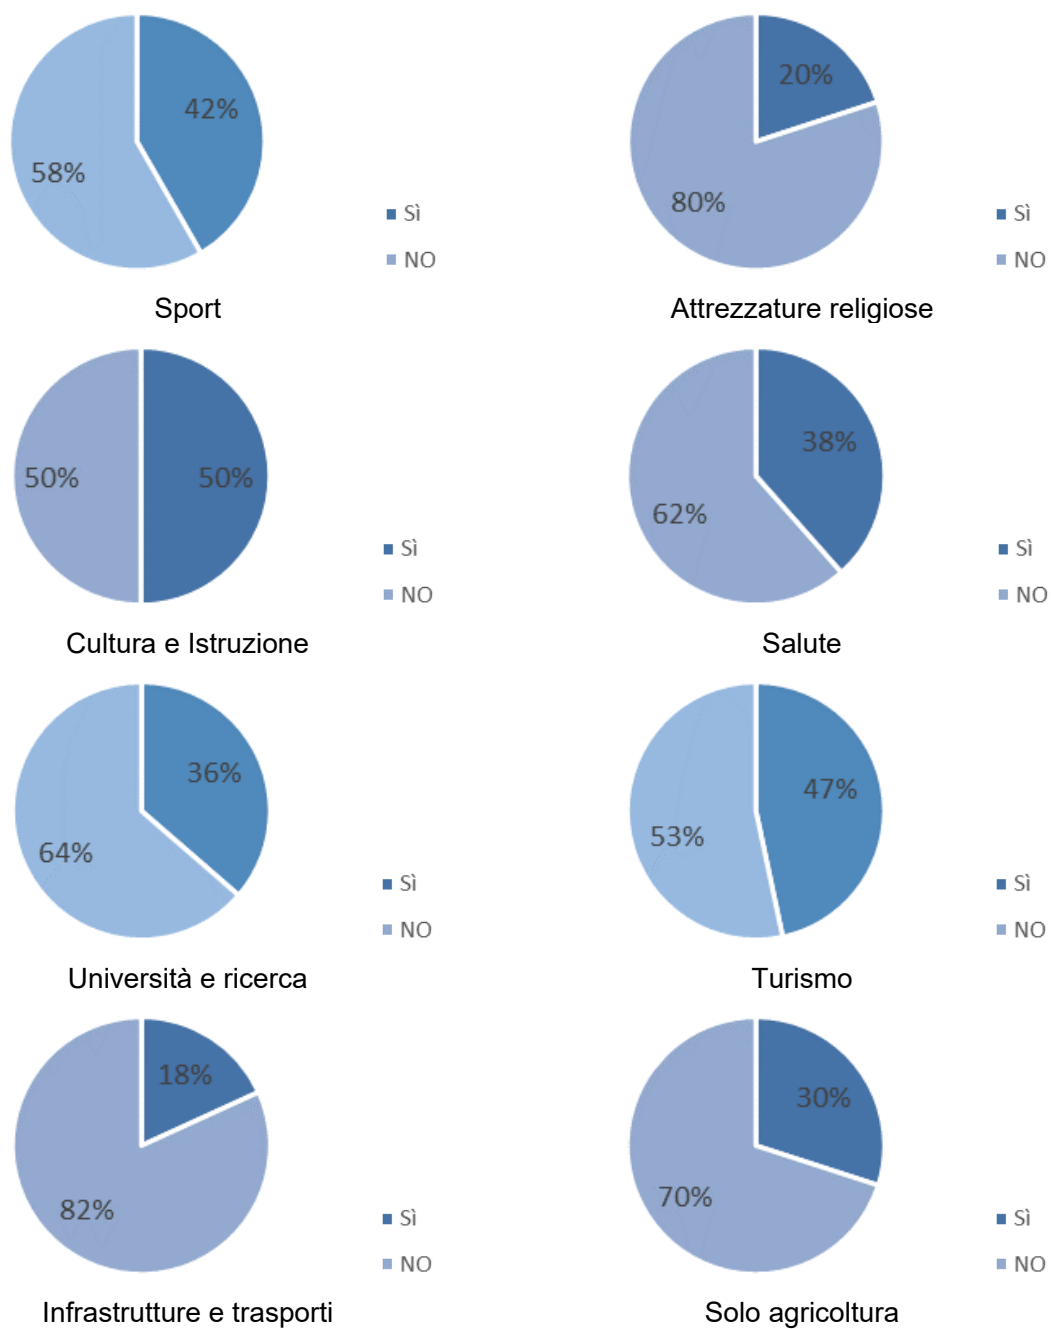 42%
58%
Sì
NO
Sport
20%
80%
Sì
NO
Attrezzature religiose
50%
50%
Sì
NO
Cultura e Istruzione
38%
62%
Sì
NO
Salute
36%
64%
Sì
NO
Università e ricerca
47%
53%
Sì
NO
Turismo
18%
82%
Sì
NO
Infrastrutture e trasporti
30%
70%
Sì
NO
Solo agricoltura